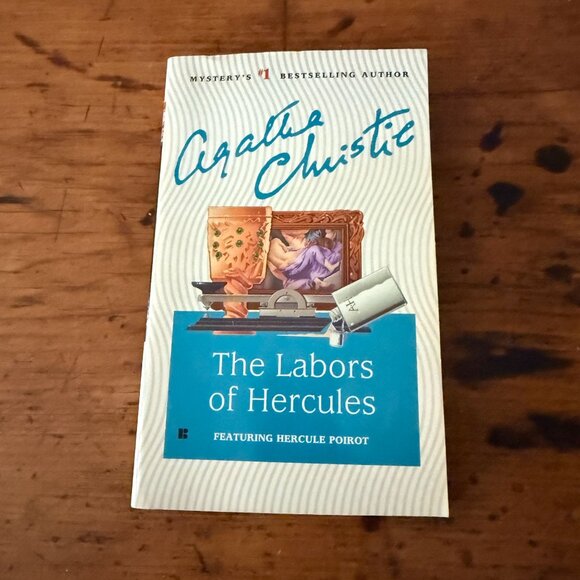 MYSTERY'S #1 BESTSELLING AUTHOR
Agatha
Christie
The Labors
of Hercules
FEATURING HERCULE POIROT